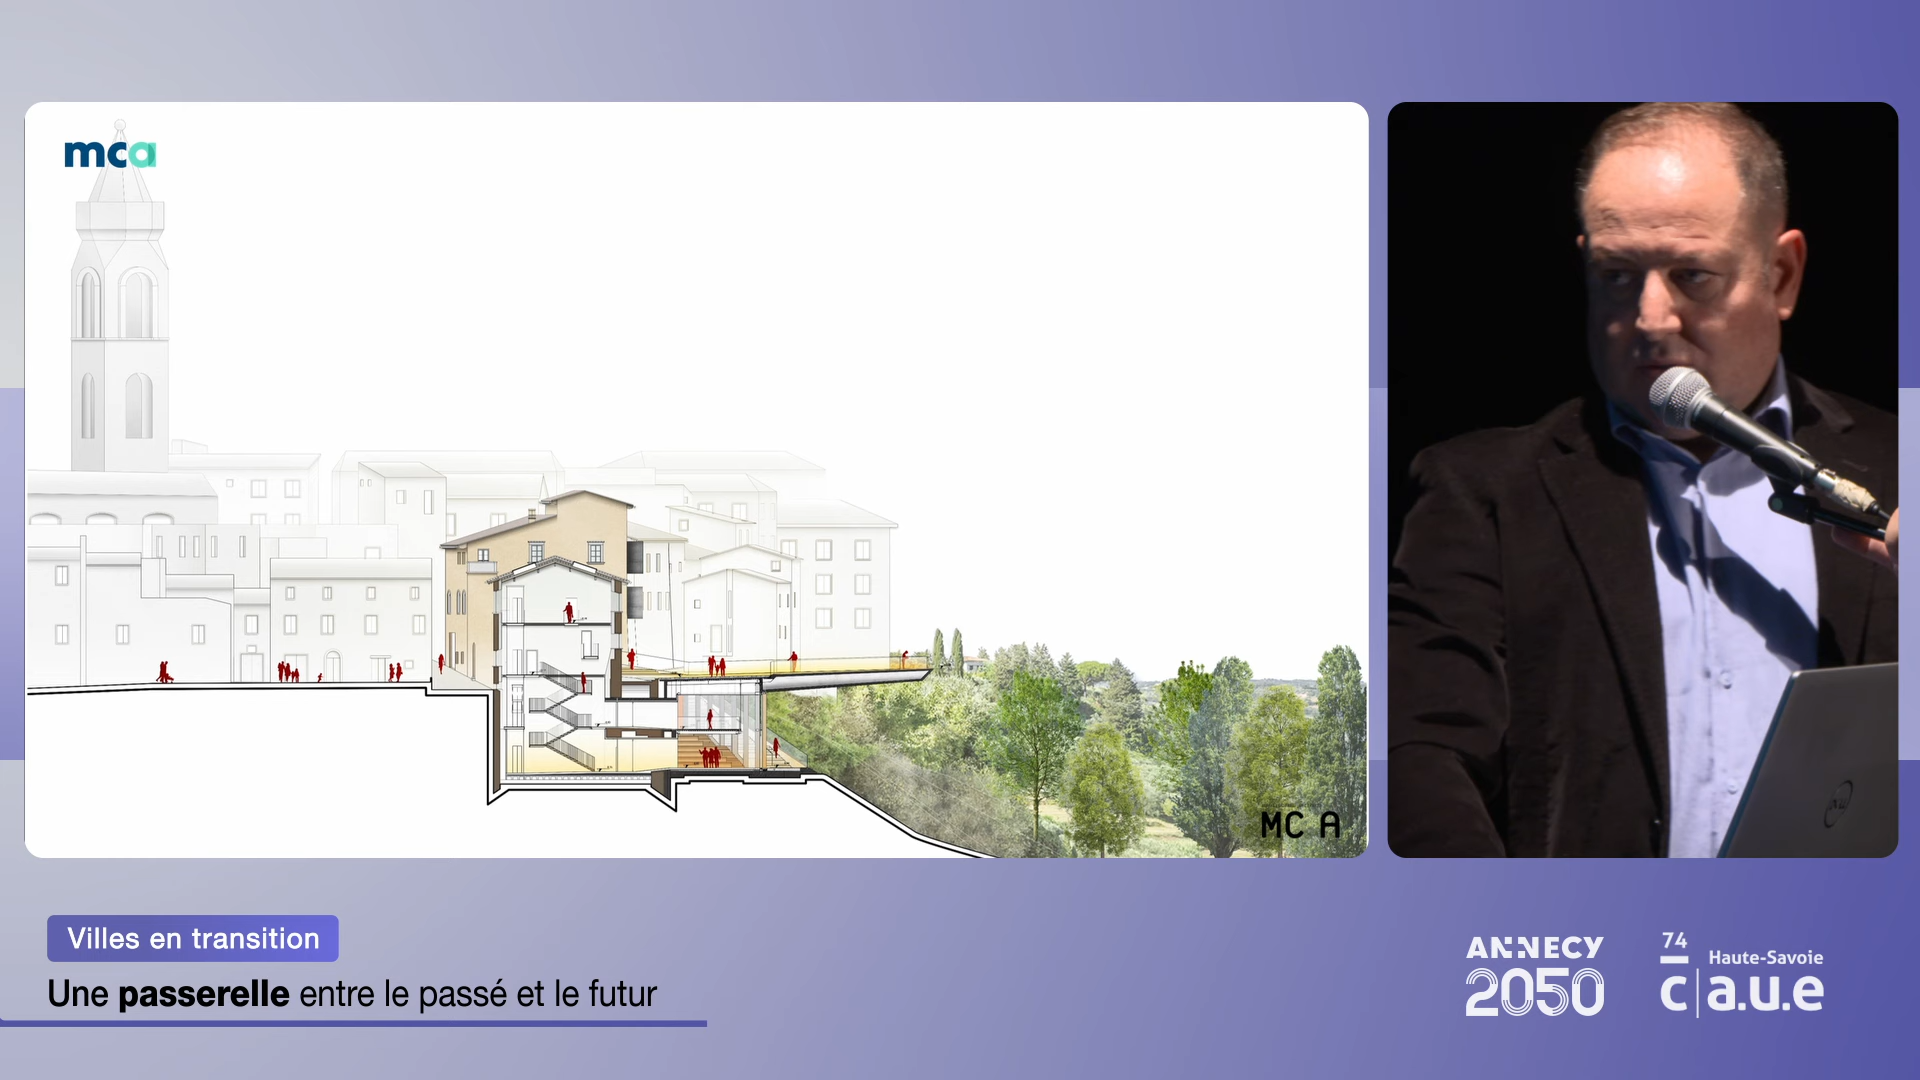 mca
MC A
Villes en transition
Une passerelle entre le passé et le futur
ANNECY
2050
74
Haute-Savoie
c|a.u.e